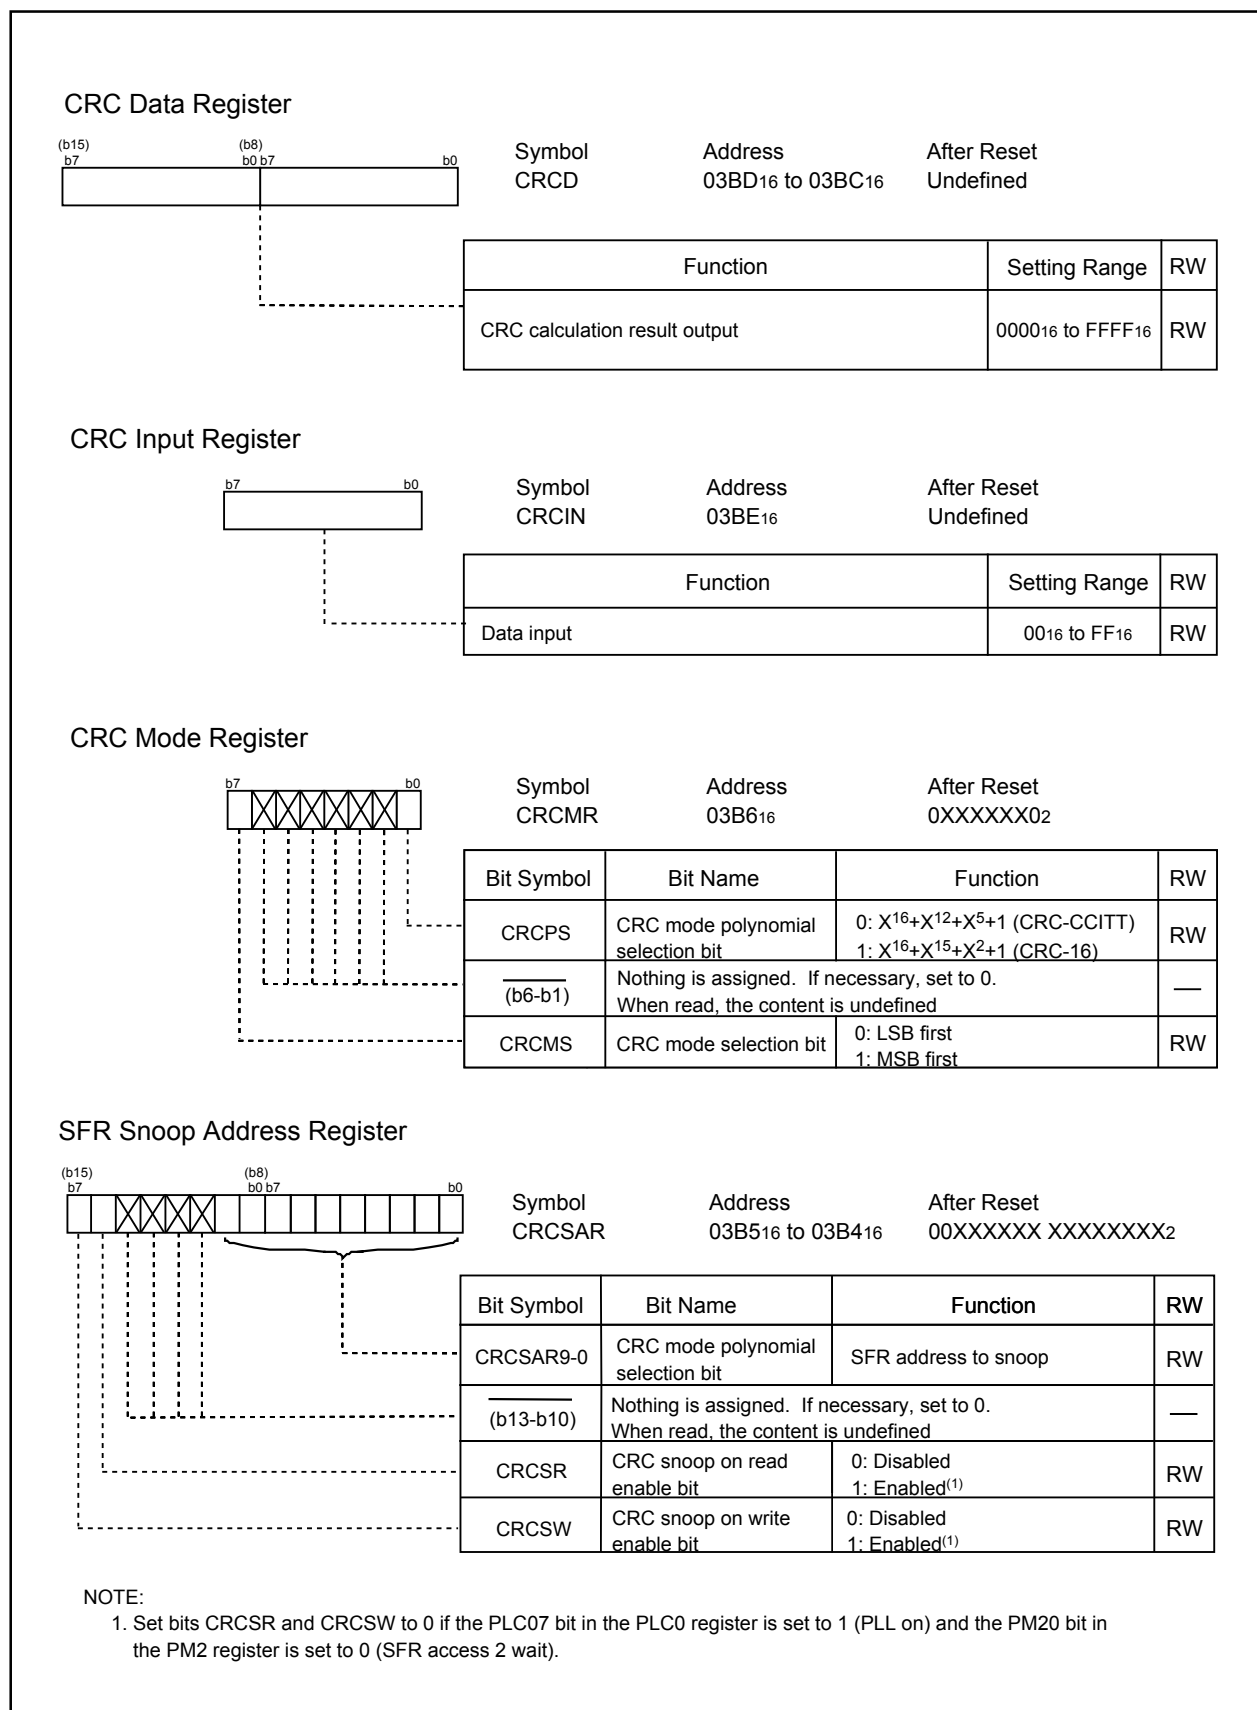 CRC Data Register
(b15) (b8)
b7 b0 b7 b0
Symbol Address After Reset
CRCD 03BD16 to 03BC16 Undefined
Function Setting Range RW
CRC calculation result output 000016 to FFFF16 RW
CRC Input Register
b7 b0
Symbol Address After Reset
CRCIN 03BE16 Undefined
Function Setting Range RW
Data input 0016 to FF16 RW
CRC Mode Register
b7 b0
Symbol Address After Reset
CRCMR 03B616 0XXXXXX02
Bit Symbol Bit Name Function RW
CRCPS CRC mode polynomial 0: X16+X12+X5+1 (CRC-CCITT) RW
selection bit 1: X16+X15+X2+1 (CRC-16)
(b6-b1) Nothing is assigned. If necessary, set to 0. —
When read, the content is undefined
CRCMS CRC mode selection bit 0: LSB first RW
1: MSB first
SFR Snoop Address Register
(b15) (b8)
b7 b0 b7 b0
Symbol Address After Reset
CRCSAR 03B516 to 03B416 00XXXXXX XXXXXXXX2
Bit Symbol Bit Name Function RW
CRCSAR9-0 CRC mode polynomial SFR address to snoop RW
selection bit
(b13-b10) Nothing is assigned. If necessary, set to 0. —
When read, the content is undefined
CRCSR CRC snoop on read 0: Disabled RW
enable bit 1: Enabled(1)
CRCSW CRC snoop on write 0: Disabled RW
enable bit 1: Enabled(1)
NOTE:
1. Set bits CRCSR and CRCSW to 0 if the PLC07 bit in the PLC0 register is set to 1 (PLL on) and the PM20 bit in
the PM2 register is set to 0 (SFR access 2 wait).